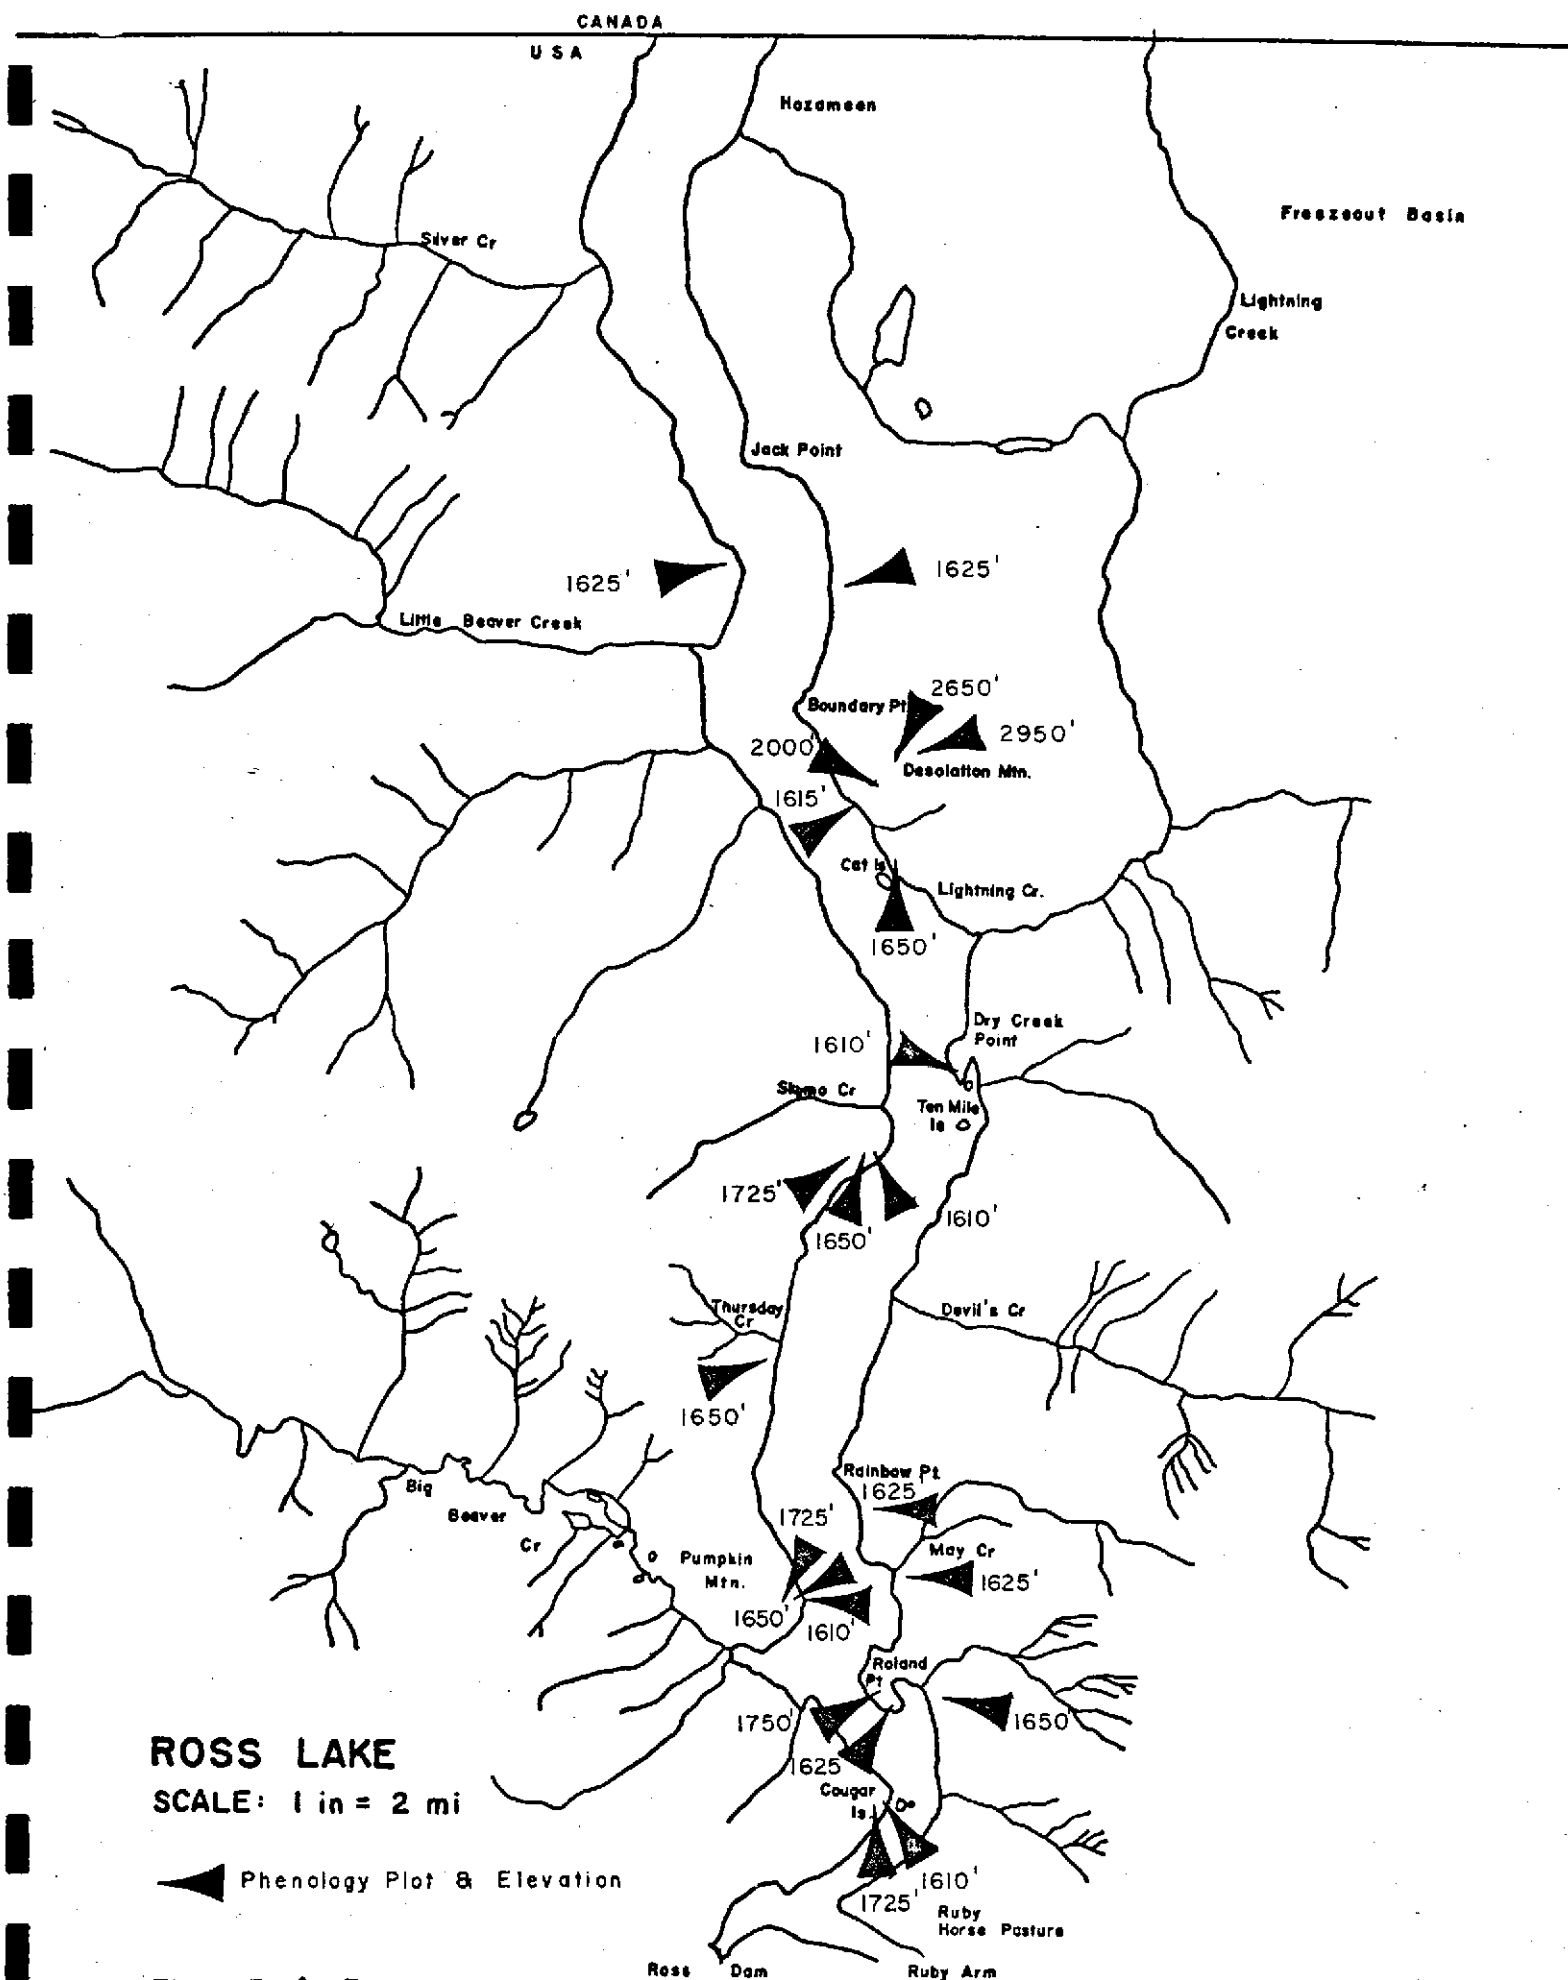 CANADA
USA
Hozomeen
Freezeout Basin
Silver Cr
Lightning
Creek
Jack Point
1625'
1625'
Little Beaver Creek
2650'
Boundary Pt
2000'
2950'
Desolation Mtn.
1615'
Cat Is
Lightning Cr.
1650'
Dry Creek
Point
1610'
Skymo Cr
Ten Mile
Is
1725'
1610'
1650'
Thursday
Cr
Devil's Cr
1650'
Rainbow Pt
1625'
Big
Beaver
Cr
1725'
Pumpkin
Mtn.
May Cr
1625'
1650'
1610'
Roland
Pt
1750'
1650'
1625
Cougar
Is.
ROSS LAKE
SCALE: 1 in = 2 mi
Phenology Plot & Elevation
1610'
1725'
Ruby
Horse Pasture
Ross Dam
Ruby Arm